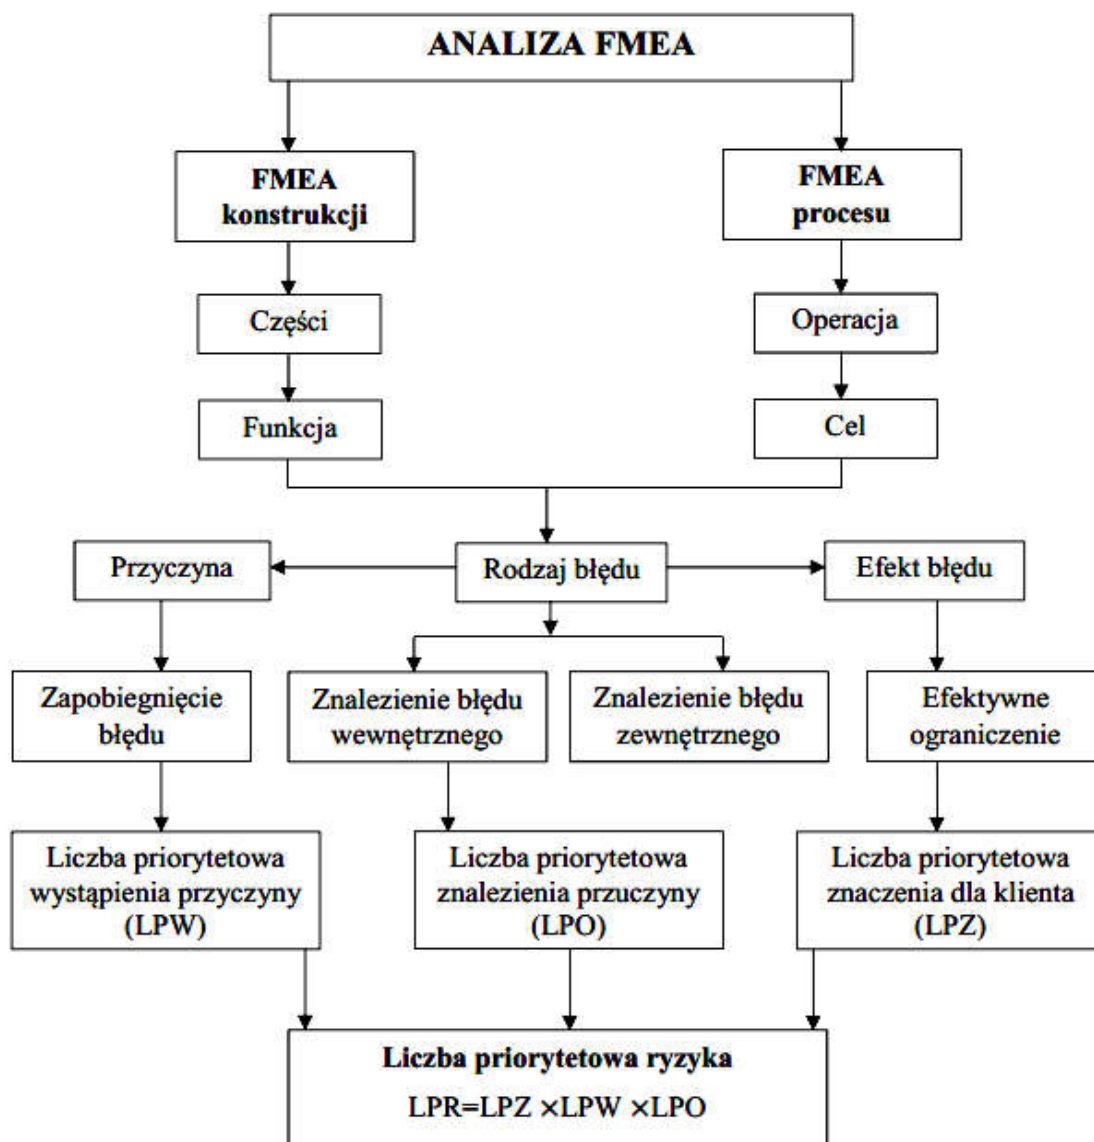 ANALIZA FMEA
FMEA
konstrukcji
FMEA
procesu
Części
Operacja
Funkcja
Cel
Przyczyna
Rodzaj błędu
Efekt błędu
Zapobiegnięcie
błędu
Znalezienie błędu
wewnętrznego
Znalezienie błędu
zewnętrznego
Efektywne
ograniczenie
Liczba priorytetowa
wystąpienia przyczyny
(LPW)
Liczba priorytetowa
znalezienia przuczyny
(LPO)
Liczba priorytetowa
znaczenia dla klienta
(LPZ)
Liczba priorytetowa ryzyka
LPR=LPZ ×LPW ×LPO